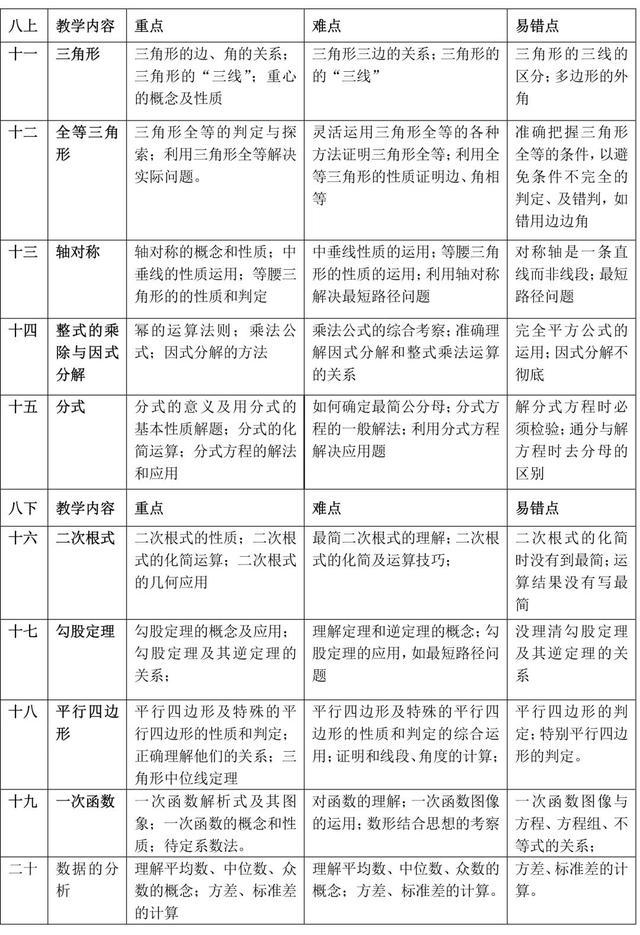 八上 教学内容 重点 难点 易错点
十一 三角形 三角形的边、角的关系； 三角形三边的关系；三角形的 三角形的三线的
三角形的“三线”；重心 的“三线” 区分；多边形的外
的概念及性质 角
十二 全等三角 三角形全等的判定与探 灵活运用三角形全等的各种 准确把握三角形
形 索；利用三角形全等解决 方法证明三角形全等；利用全 全等的条件，以避
实际问题。 等三角形的性质证明边、角相 免条件不完全的
等 判定、及错判，如
错用边边角
十三 轴对称 轴对称的概念和性质；中 中垂线性质的运用；等腰三角 对称轴是一条直
垂线的性质运用；等腰三 形的性质的运用；利用轴对称 线而非线段；最短
角形的的性质和判定 解决最短路径问题 路径问题
十四 整式的乘 幂的运算法则；乘法公 乘法公式的综合考察；准确理 完全平方公式的
除与因式 式；因式分解的方法 解因式分解和整式乘法运算 运用；因式分解不
分解 的关系 彻底
十五 分式 分式的意义及用分式的 如何确定最简公分母；分式方 解分式方程时必
基本性质解题；分式的化 程的一般解法；利用分式方程 须检验；通分与解
简运算；分式方程的解法 解决应用题 方程时去分母的
和应用 区别
八下 教学内容 重点 难点 易错点
十六 二次根式 二次根式的性质；二次根 最简二次根式的理解；二次根 二次根式的化简
式的化简运算；二次根式 式的化简及运算技巧； 时没有到最简；运
的几何应用 算结果没有写最
简
十七 勾股定理 勾股定理的概念及应用； 理解定理和逆定理的概念；勾 没理清勾股定理
勾股定理及其逆定理的 股定理的应用，如最短路径问 及其逆定理的关
关系； 题 系
十八 平行四边 平行四边形及特殊的平 平行四边形及特殊的平行四 平行四边形的判
形 行四边形的性质和判定； 边形的性质和判定的综合运 定；特别平行四边
正确理解他们的关系；三 用；证明和线段、角度的计算； 形的判定。
角形中位线定理
十九 一次函数 一次函数解析式及其图 对函数的理解；一次函数图像 一次函数图像与
象；一次函数的概念和性 的运用；数形结合思想的考察 方程、方程组、不
质；待定系数法。 等式的关系；
二十 数据的分 理解平均数、中位数、众 理解平均数、中位数、众数的 方差、标准差的计
析 数的概念；方差、标准差 概念；方差、标准差的计算。 算。
的计算